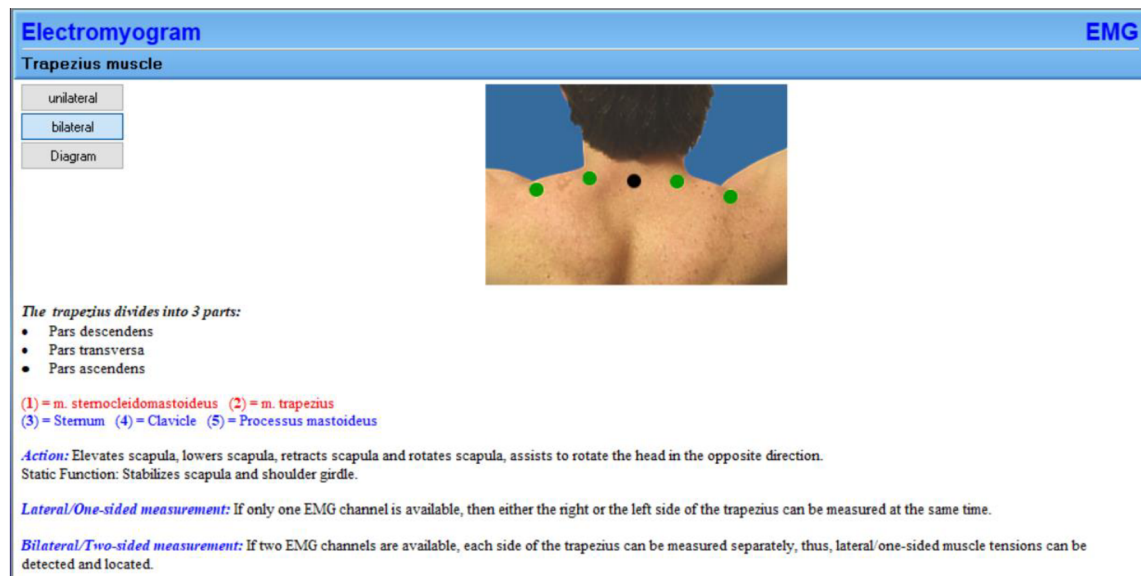 Electromyogram EMG
Trapezius muscle
unilateral
bilateral
Diagram
The trapezius divides into 3 parts:
• Pars descendens
• Pars transversa
• Pars ascendens
(1) = m. sternocleidomastoideus (2) = m. trapezius
(3) = Sternum (4) = Clavicle (5) = Processus mastoideus
Action: Elevates scapula, lowers scapula, retracts scapula and rotates scapula, assists to rotate the head in the opposite direction.
Static Function: Stabilizes scapula and shoulder girdle.
Lateral/One-sided measurement: If only one EMG channel is available, then either the right or the left side of the trapezius can be measured at the same time.
Bilateral/Two-sided measurement: If two EMG channels are available, each side of the trapezius can be measured separately, thus, lateral/one-sided muscle tensions can be
detected and located.